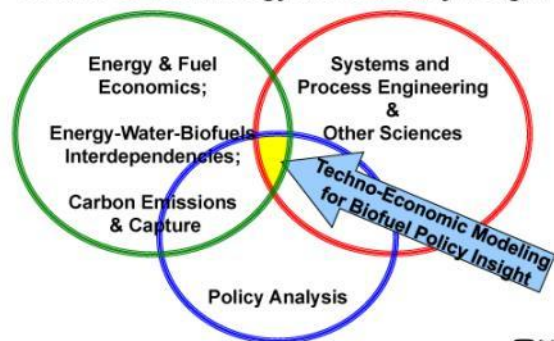 Energy & Fuel
Economics;
Energy-Water-Biofuels
Interdependencies;
Carbon Emissions
& Capture
Systems and
Process Engineering
&
Other Sciences
Techno-Economic Modeling
for Biofuel Policy Insight
Policy Analysis